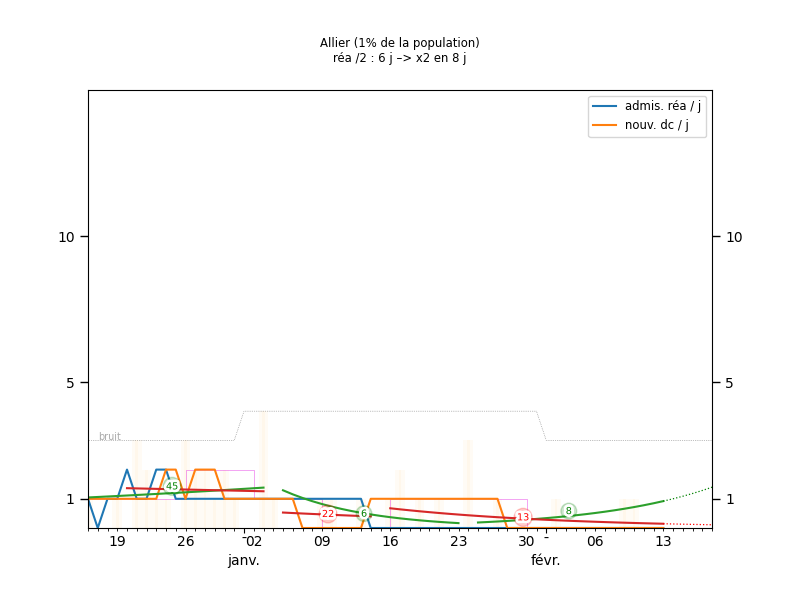 Allier (1% de la population)
réa /2 : 6 j –> x2 en 8 j
admis. réa / j
nouv. dc / j
10
10
5
5
bruit
45
1
1
22
6
13
8
19
26
02
09
16
23
30
06
13
janv.
févr.